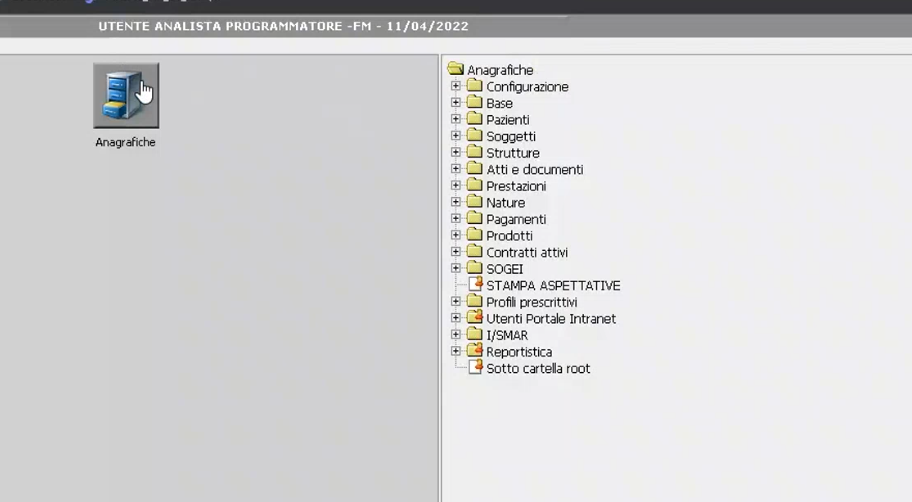 UTENTE ANALISTA PROGRAMMATORE -FM - 11/04/2022
Anagrafiche
Anagrafiche
Configurazione
Base
Pazienti
Soggetti
Strutture
Atti e documenti
Prestazioni
Nature
Pagamenti
Prodotti
Contratti attivi
SOGEI
STAMPA ASPETTATIVE
Profili prescrittivi
Utenti Portale Intranet
I/SMAR
Reportistica
Sotto cartella root